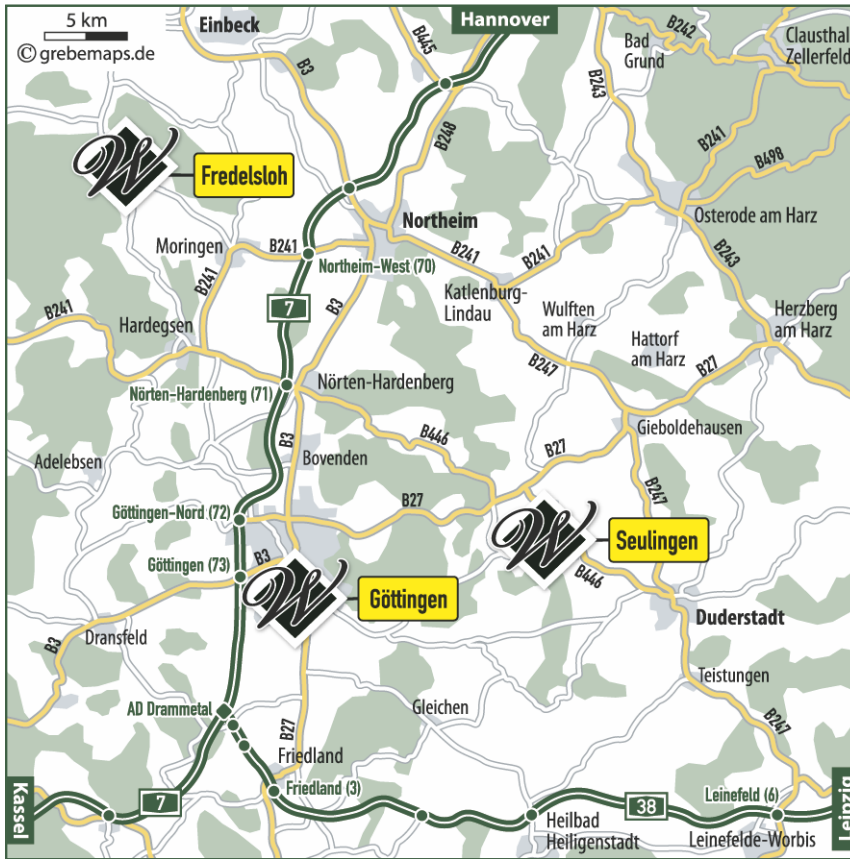 5 km
© grebemaps.de
Einbeck
Hannover
B445
B3
B248
Bad
Grund
B242
Clausthal
Zellerfeld
B243
B241
B498
W
Fredelsloh
Moringen
B241
Northeim
Northeim-West (70)
B241
B241
Osterode am Harz
B243
B241
B241
7
B3
Katlenburg-
Lindau
Wulften
am Harz
Hattorf
am Harz
Herzberg
am Harz
Hardegsen
B247
B27
Nörten-Hardenberg (71)
Nörten-Hardenberg
B3
B446
Gieboldehausen
Adelebsen
Bovenden
B27
B247
Göttingen-Nord (72)
B27
W
Seulingen
Göttingen (73)
B3
W
Göttingen
B446
Duderstadt
Dransfeld
B3
Teistungen
AD Drammetal
Gleichen
B27
B247
Friedland
Friedland (3)
Kassel
7
38
Leinefeld (6)
Leipzig
Heilbad
Heiligenstadt
Leinefelde-Worbis